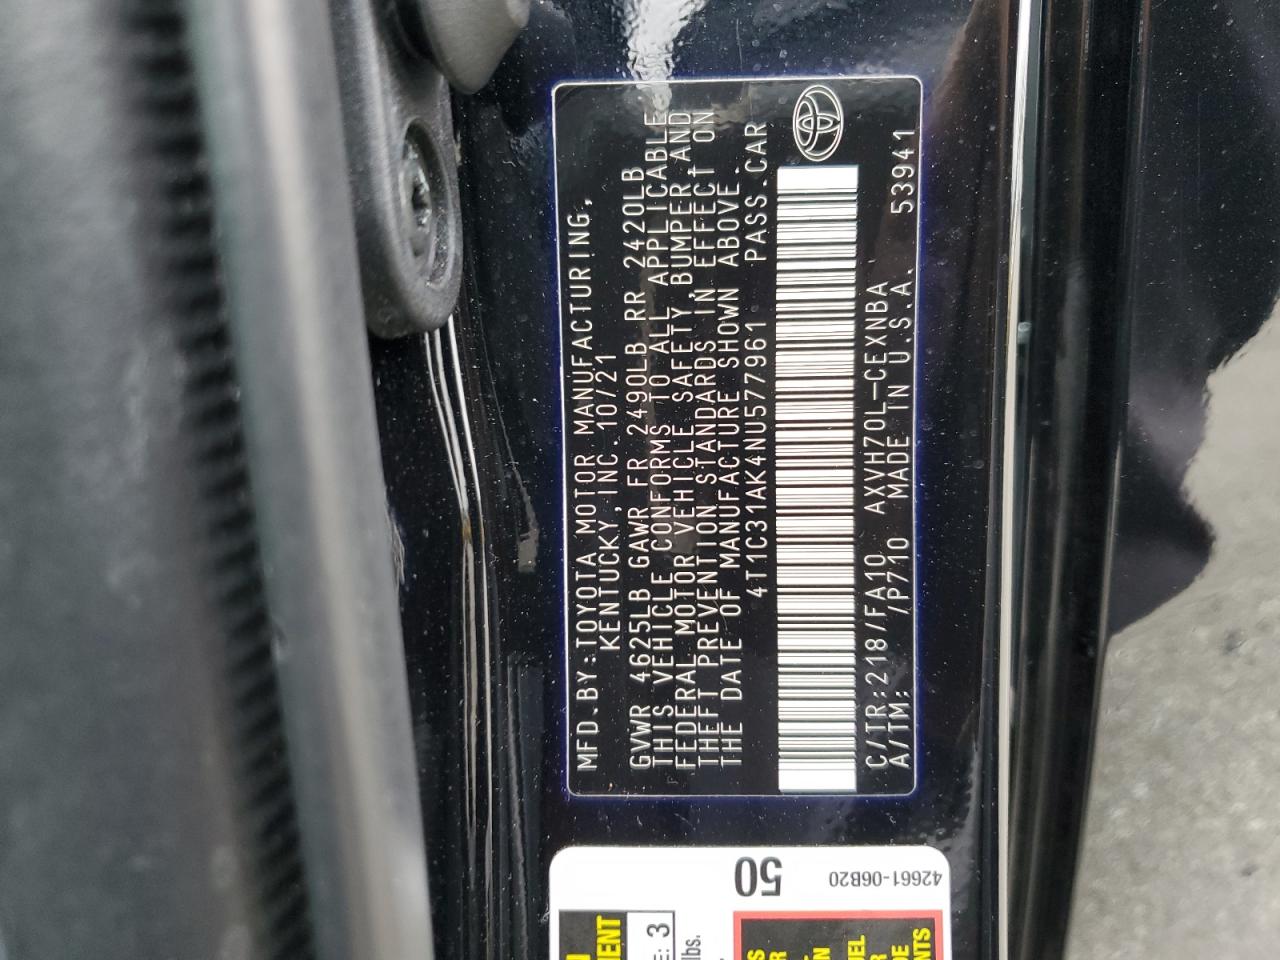 MFD.BY:TOYOTA MOTOR MANUFACTURING,
KENTUCKY,INC. 10/21
GVWR 4625LB GAWR FR 2490LB RR 2420LB
THIS VEHICLE CONFORMS TO ALL APPLICABLE
FEDERAL MOTOR VEHICLE SAFETY, BUMPER, AND
THEFT PREVENTION STANDARDS IN EFFECT ON
THE DATE OF MANUFACTURE SHOWN ABOVE.
4T1C31AK4NU577961 PASS.CAR
C/TR:218/FA10 AXVH70L-CEXNBA
A/TM: /P710 MADE IN U.S.A. 53941
50
42661-06B20
3
lbs.